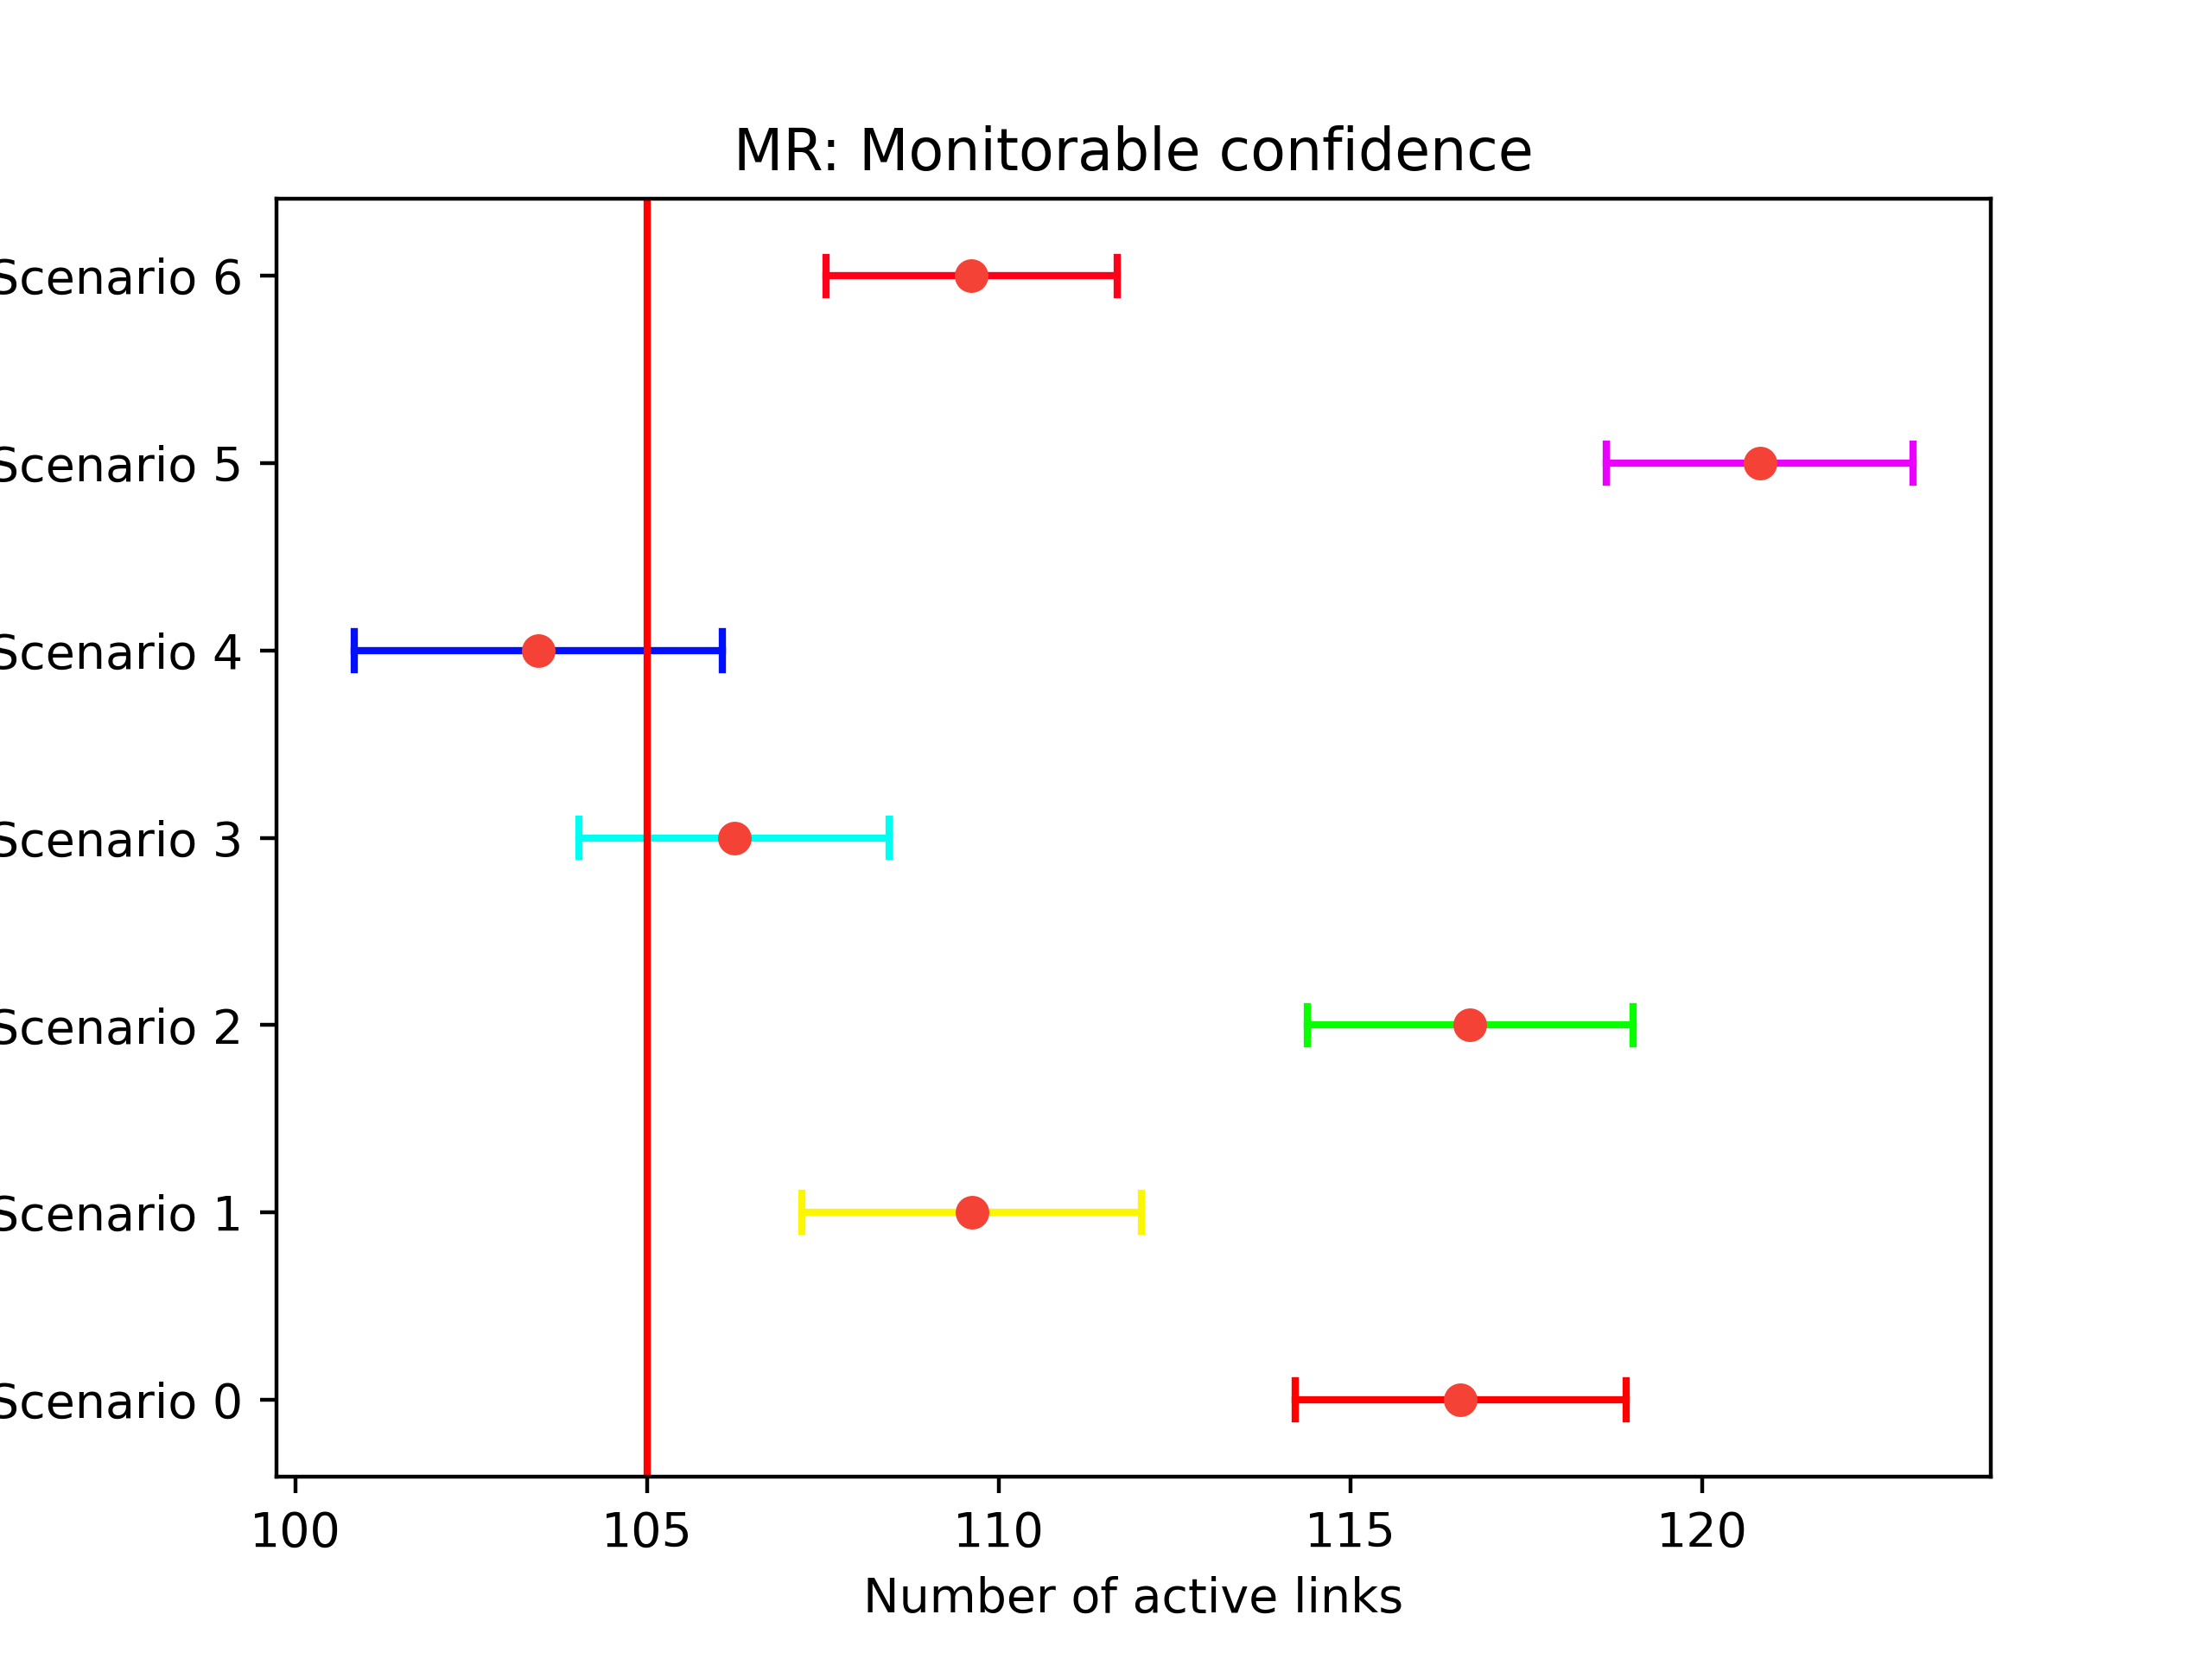 MR: Monitorable confidence
Scenario 6
Scenario 5
Scenario 4
Scenario 3
Scenario 2
Scenario 1
Scenario 0
100 105 110 115 120
Number of active links